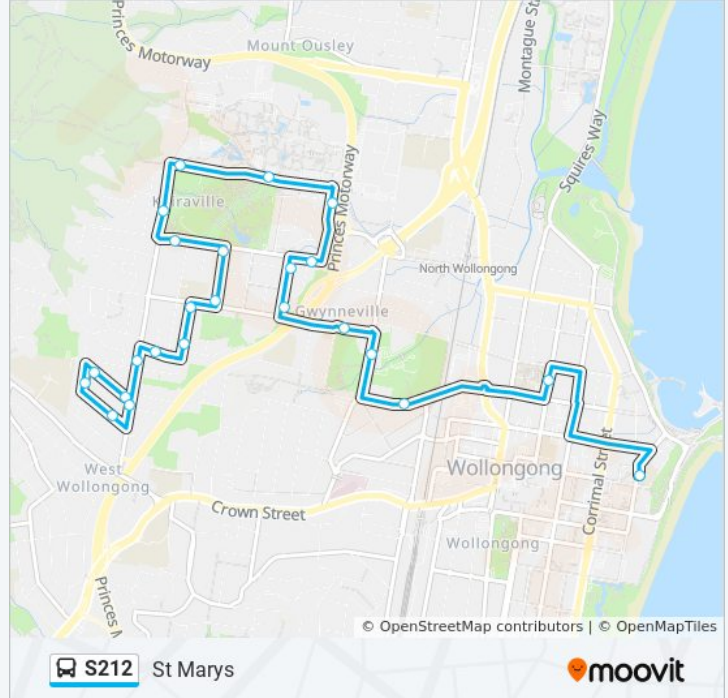 Princes Motorway
Mount Ousley
Montague St
Squires Way
Keiraville
Princes Motorway
North Wollongong
Gwynneville
West
Wollongong
Wollongong
Corrimal Street
Crown Street
Wollongong
Princes M
© OpenStreetMap contributors | © OpenMapTiles
S212 St Marys
moovit